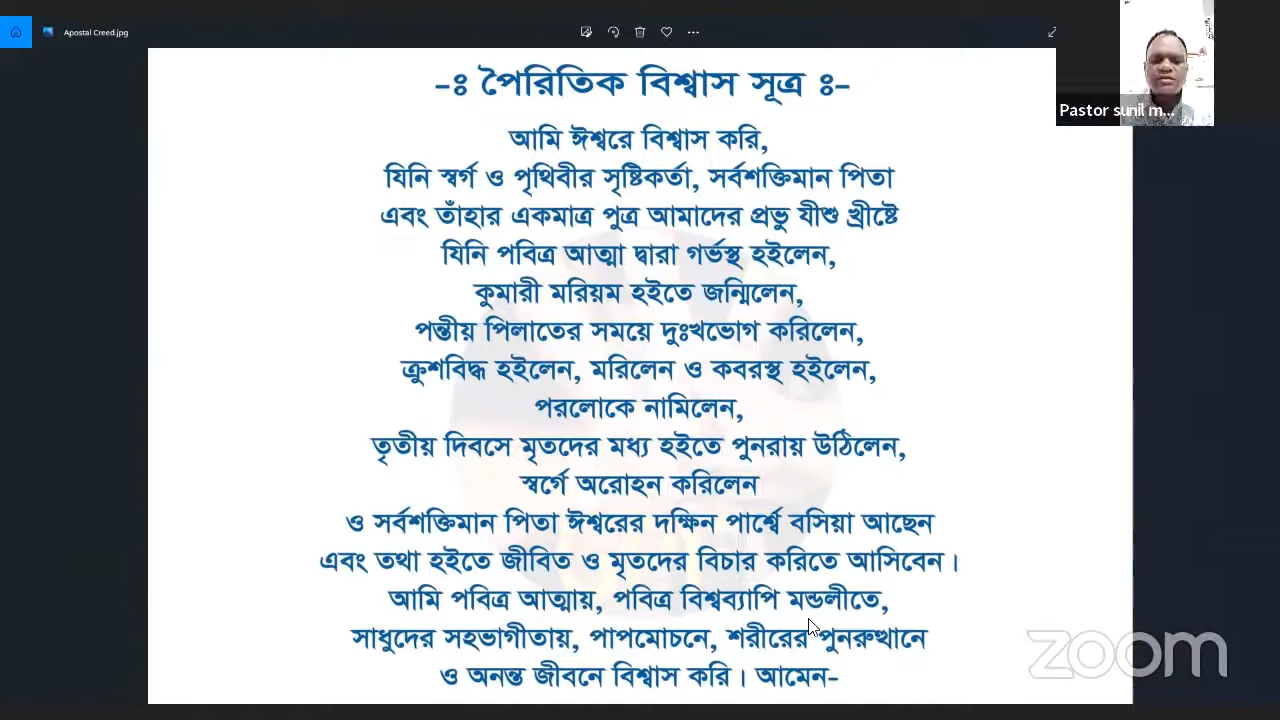 Apostal Creed.jpg
Pastor sunil m...
-ঃ পৈরিতিক বিশ্বাস সূত্র ঃ-
আমি ঈশ্বরে বিশ্বাস করি,
যিনি স্বর্গ ও পৃথিবীর সৃষ্টিকর্তা, সর্বশক্তিমান পিতা
এবং তাঁহার একমাত্র পুত্র আমাদের প্রভু যীশু খ্রীষ্টে
যিনি পবিত্র আত্মা দ্বারা গর্ভস্থ হইলেন,
কুমারী মরিয়ম হইতে জন্মিলেন,
পন্তীয় পিলাতের সময়ে দুঃখভোগ করিলেন,
ক্রুশবিদ্ধ হইলেন, মরিলেন ও কবরস্থ হইলেন,
পরলোকে নামিলেন,
তৃতীয় দিবসে মৃতদের মধ্য হইতে পুনরায় উঠিলেন,
স্বর্গে অরোহন করিলেন
ও সর্বশক্তিমান পিতা ঈশ্বরের দক্ষিন পার্শ্বে বসিয়া আছেন
এবং তথা হইতে জীবিত ও মৃতদের বিচার করিতে আসিবেন।
আমি পবিত্র আত্মায়, পবিত্র বিশ্বব্যাপি মন্ডলীতে,
সাধুদের সহভাগীতায়, পাপমোচনে, শরীরের পুনরুত্থানে
ও অনন্ত জীবনে বিশ্বাস করি। আমেন-
zoom